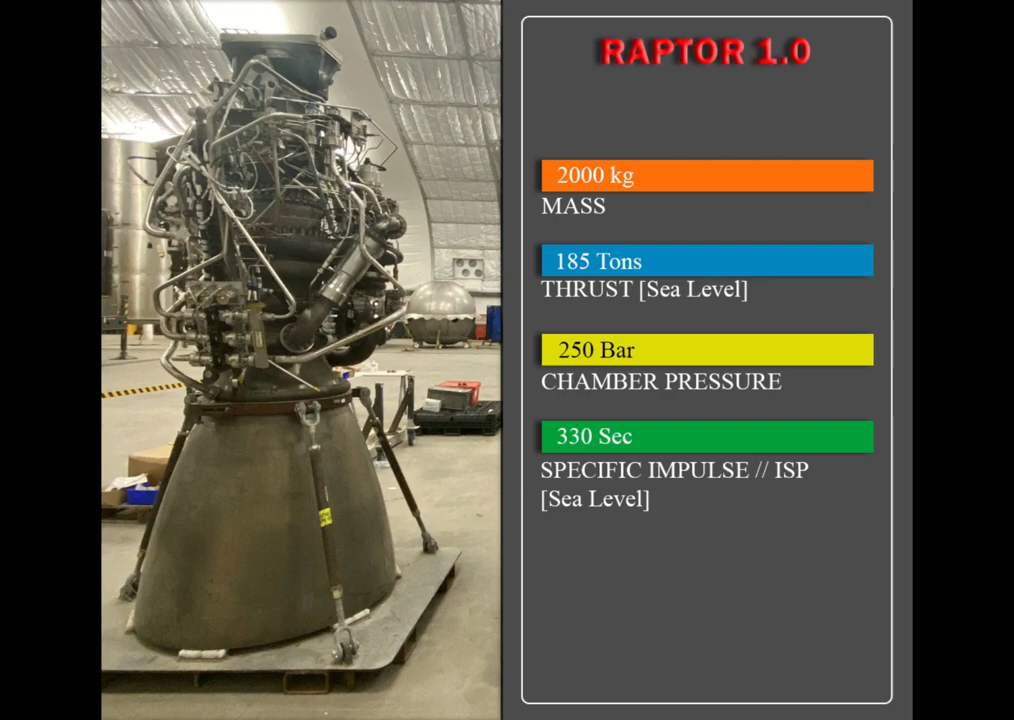 RAPTOR 1.0
2000 kg
MASS
185 Tons
THRUST [Sea Level]
250 Bar
CHAMBER PRESSURE
330 Sec
SPECIFIC IMPULSE // ISP
[Sea Level]